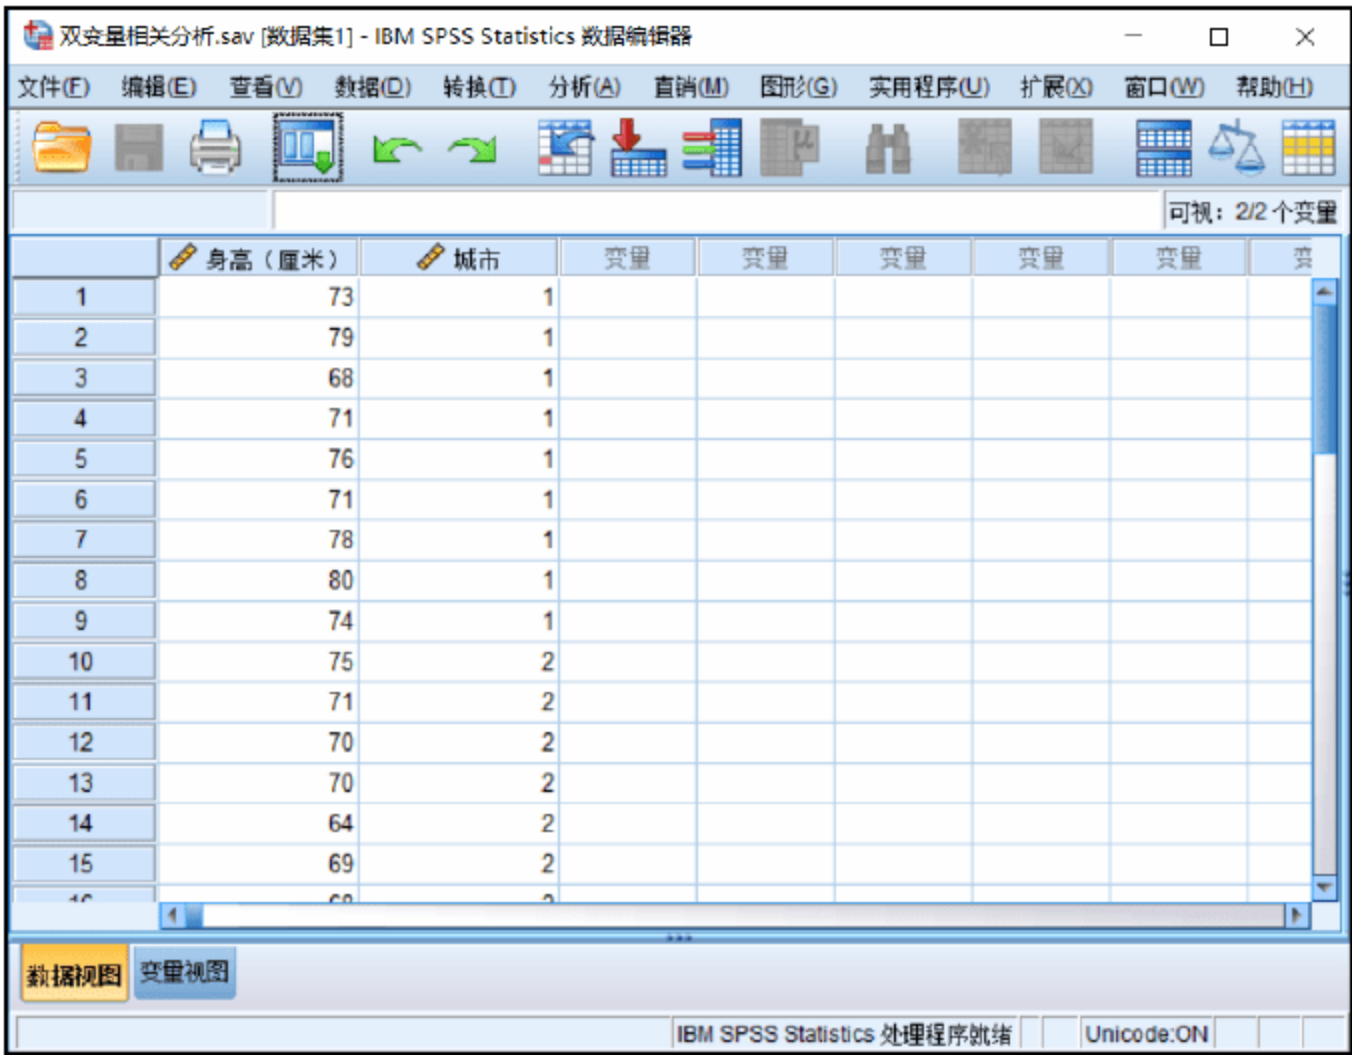 双变量相关分析.sav [数据集1] - IBM SPSS Statistics 数据编辑器
文件(F) 编辑(E) 查看(V) 数据(D) 转换(T) 分析(A) 直销(M) 图形(G) 实用程序(U) 扩展(X) 窗口(W) 帮助(H)
可视: 2/2 个变量
身高（厘米） 城市 变量 变量 变量 变量 变量
1 73 1
2 79 1
3 68 1
4 71 1
5 76 1
6 71 1
7 78 1
8 80 1
9 74 1
10 75 2
11 71 2
12 70 2
13 70 2
14 64 2
15 69 2
数据视图 变量视图
IBM SPSS Statistics 处理程序就绪 Unicode:ON